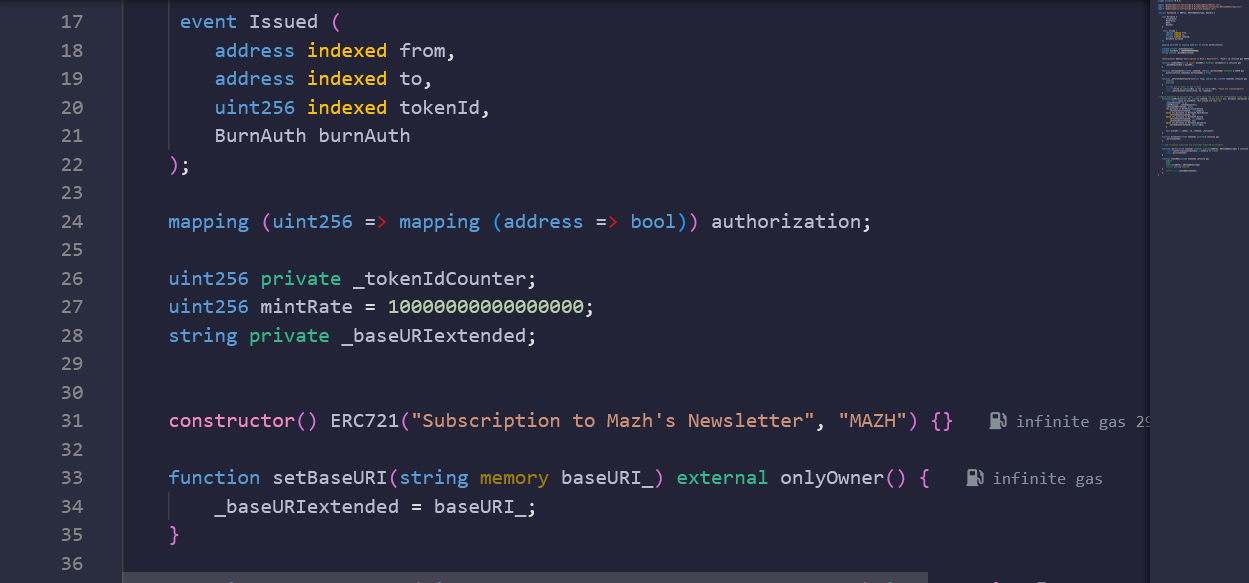 17 event Issued (
18 address indexed from,
19 address indexed to,
20 uint256 indexed tokenId,
21 BurnAuth burnAuth
22 );
23
24 mapping (uint256 => mapping (address => bool)) authorization;
25
26 uint256 private _tokenIdCounter;
27 uint256 mintRate = 10000000000000000;
28 string private _baseURIextended;
29
30
31 constructor() ERC721("Subscription to Mazh's Newsletter", "MAZH") {} infinite gas
32
33 function setBaseURI(string memory baseURI_) external onlyOwner() { infinite gas
34 _baseURIextended = baseURI_;
35 }
36